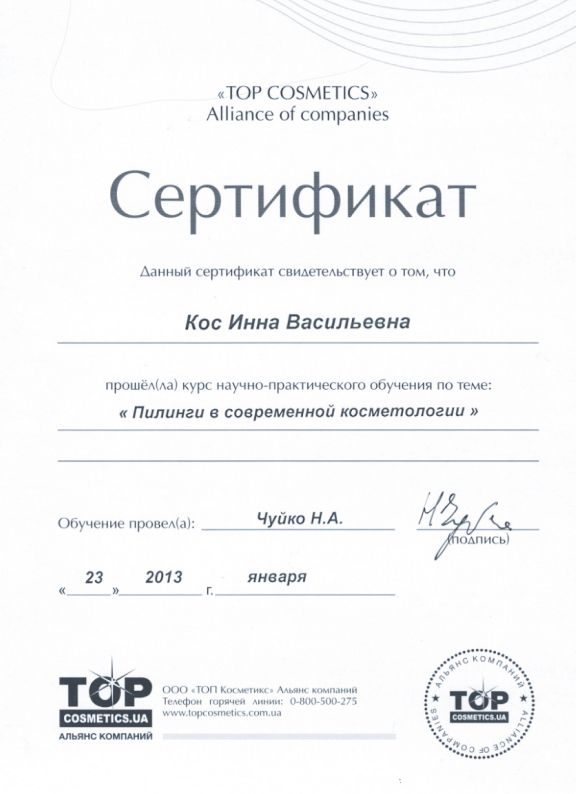 «TOP COSMETICS»
Alliance of companies
Сертификат
Данный сертификат свидетельствует о том, что
Кос Инна Васильевна
прошёл(ла) курс научно-практического обучения по теме:
« Пилинги в современной косметологии »
Обучение провел(а): Чуйко Н.А.
(подпись)
« 23 » 2013 г. января
TOP
COSMETICS.UA
АЛЬЯНС КОМПАНИЙ
ООО «ТОП Косметикс» Альянс компаний
Телефон горячей линии: 0-800-500-275
www.topcosmetics.com.ua
АЛЬЯНС КОМПАНИЙ
TOP
COSMETICS.UA
ALLIANCE OF COMPANIES